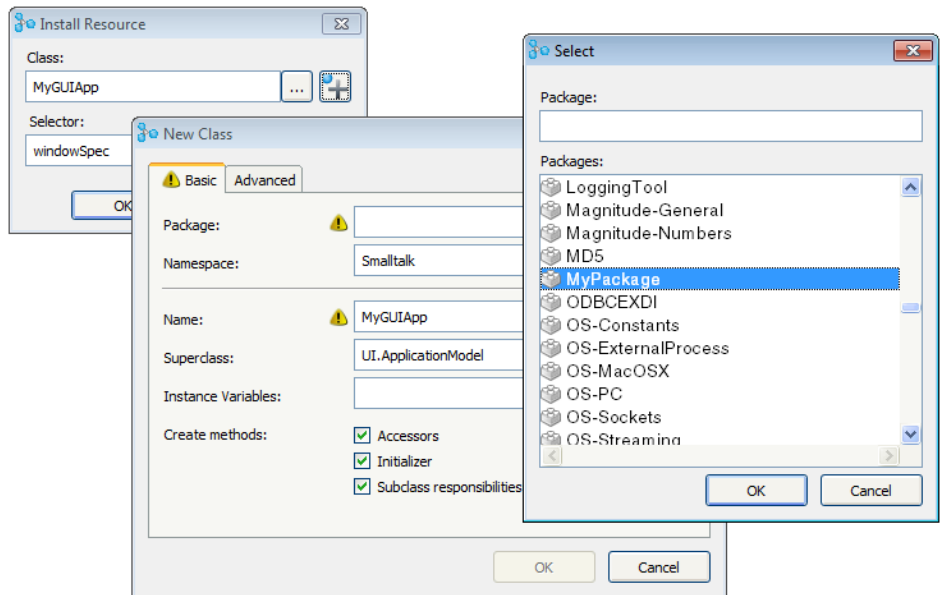 Install Resource
Class:
MyGUIApp
...
Selector:
windowSpec
OK
New Class
Basic
Advanced
Package:
Namespace:
Smalltalk
Name:
MyGUIApp
Superclass:
UI.ApplicationModel
Instance Variables:
Create methods:
Accessors
Initializer
Subclass responsibilities
OK
Cancel
Select
Package:
Packages:
LoggingTool
Magnitude-General
Magnitude-Numbers
MD5
MyPackage
ODBCEXDI
OS-Constants
OS-ExternalProcess
OS-MacOSX
OS-PC
OS-Sockets
OS-Streaming
OK
Cancel